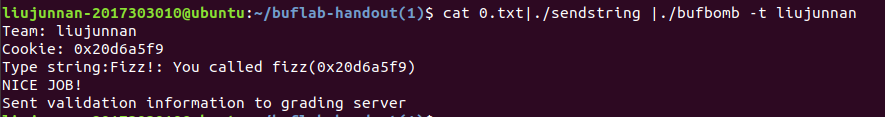 liujunnan-2017303010@ubuntu:~/buflab-handout(1)$ cat 0.txt|./sendstring |./bufbomb -t liujunnan
Team: liujunnan
Cookie: 0x20d6a5f9
Type string:Fizz!: You called fizz(0x20d6a5f9)
NICE JOB!
Sent validation information to grading server